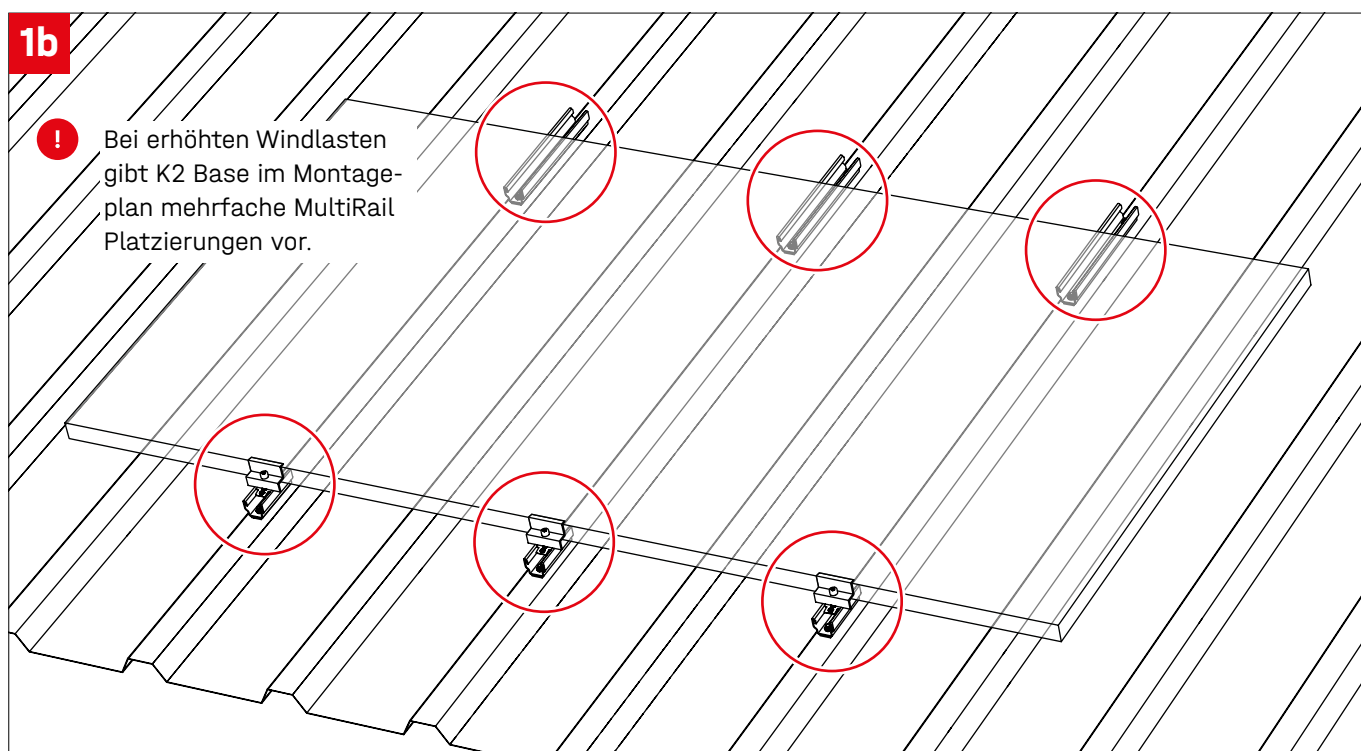 1b
!
Bei erhöhten Windlasten
gibt K2 Base im Montage-
plan mehrfache MultiRail
Platzierungen vor.